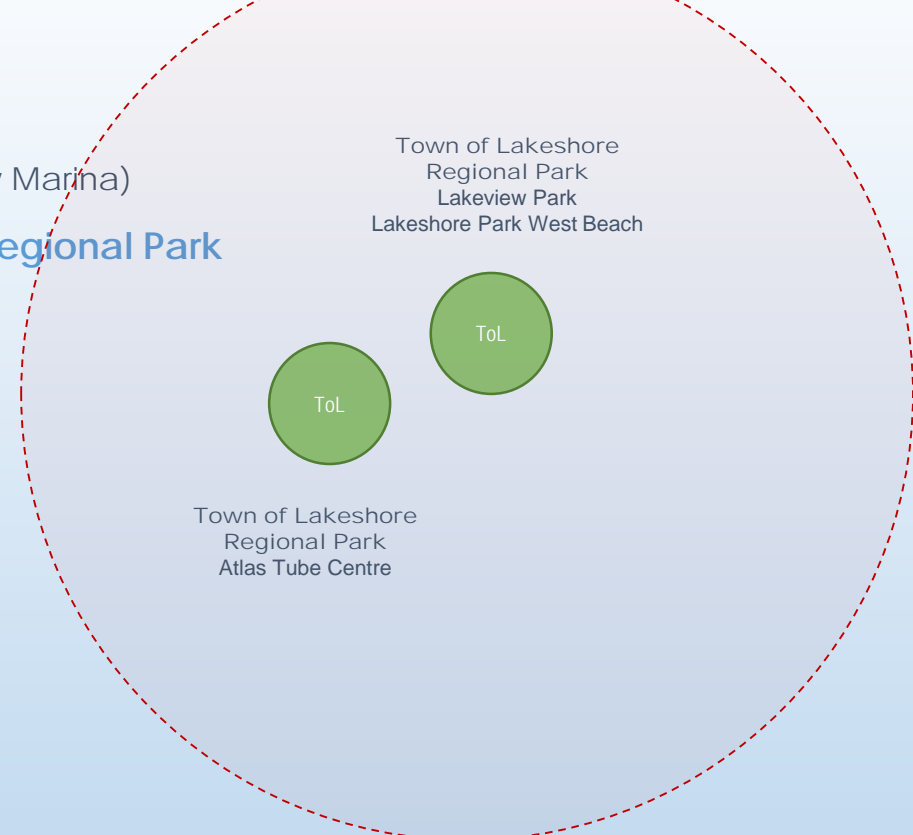 Town of Lakeshore
Regional Park
Lakeview Park
Lakeshore Park West Beach
Marina)
egional Park
ToL
ToL
Town of Lakeshore
Regional Park
Atlas Tube Centre